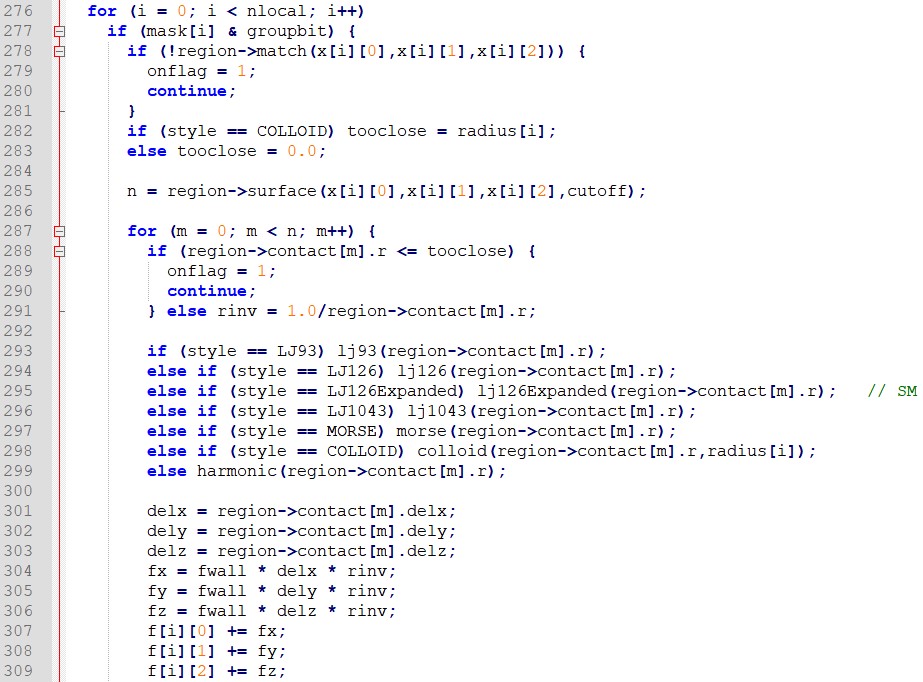 276 for (i = 0; i < nlocal; i++)
277 if (mask[i] & groupbit) {
278 if (!region->match(x[i][0],x[i][1],x[i][2])) {
279 onflag = 1;
280 continue;
281 }
282 if (style == COLLOID) tooclose = radius[i];
283 else tooclose = 0.0;
284
285 n = region->surface(x[i][0],x[i][1],x[i][2],cutoff);
286
287 for (m = 0; m < n; m++) {
288 if (region->contact[m].r <= tooclose) {
289 onflag = 1;
290 continue;
291 } else rinv = 1.0/region->contact[m].r;
292
293 if (style == LJ93) lj93(region->contact[m].r);
294 else if (style == LJ126) lj126(region->contact[m].r);
295 else if (style == LJ126Expanded) lj126Expanded(region->contact[m].r); // SM
296 else if (style == LJ1043) lj1043(region->contact[m].r);
297 else if (style == MORSE) morse(region->contact[m].r);
298 else if (style == COLLOID) colloid(region->contact[m].r,radius[i]);
299 else harmonic(region->contact[m].r);
300
301 delx = region->contact[m].delx;
302 dely = region->contact[m].dely;
303 delz = region->contact[m].delz;
304 fx = fwall * delx * rinv;
305 fy = fwall * dely * rinv;
306 fz = fwall * delz * rinv;
307 f[i][0] += fx;
308 f[i][1] += fy;
309 f[i][2] += fz;